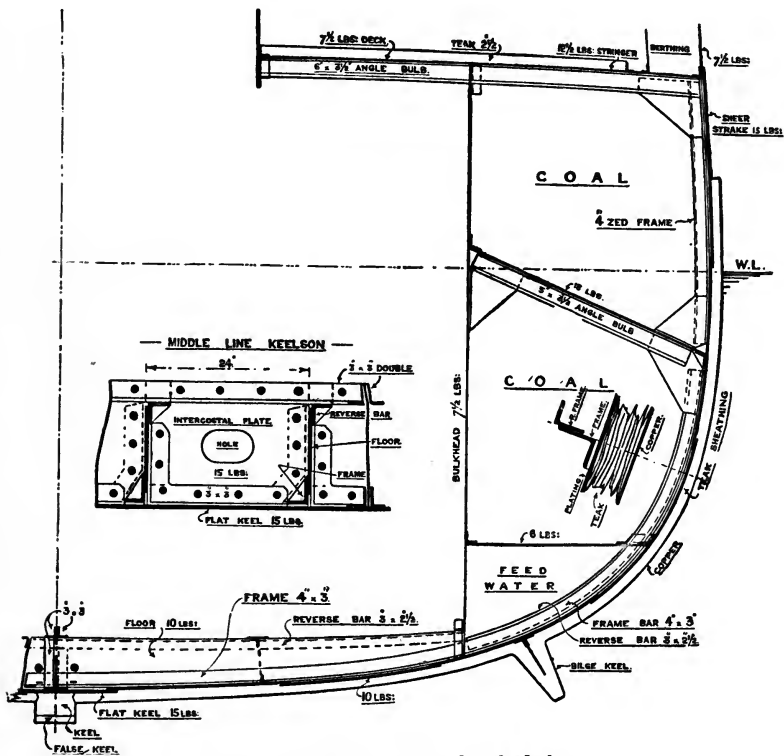 7½ LBS: DECK.
TEAK 2½"
12½ LBS: STRINGER
BERTHING
7½ LBS:
6" × 3½" ANGLE BULB.
SHEER
STRAKE 15 LBS:
COAL
4" ZED FRAME
W.L.
15 LBS.
5" × 2½" ANGLE BULB
— MIDDLE LINE KEELSON —
24"
3" × 3" DOUBLE
REVERSE BAR
INTERCOSTAL PLATE.
HOLE
FLOOR.
15 LBS:
FRAME
3" × 3"
FLAT KEEL 15 LBS.
BULKHEAD 7½ LBS:
COAL
R. FRAME.
FRAME.
COPPER.
PLATING
TEAK
TEAK SHEATHING
6 LBS:
COPPER
FEED
WATER
3" × 3"
FRAME 4" × 3"
FLOOR 10 LBS:
REVERSE BAR 3" × 2½"
FRAME BAR 4" × 3"
REVERSE BAR 3" × 2½
BILGE KEEL.
10 LBS:
FLAT KEEL 15 LBS:
KEEL
FALSE KEEL